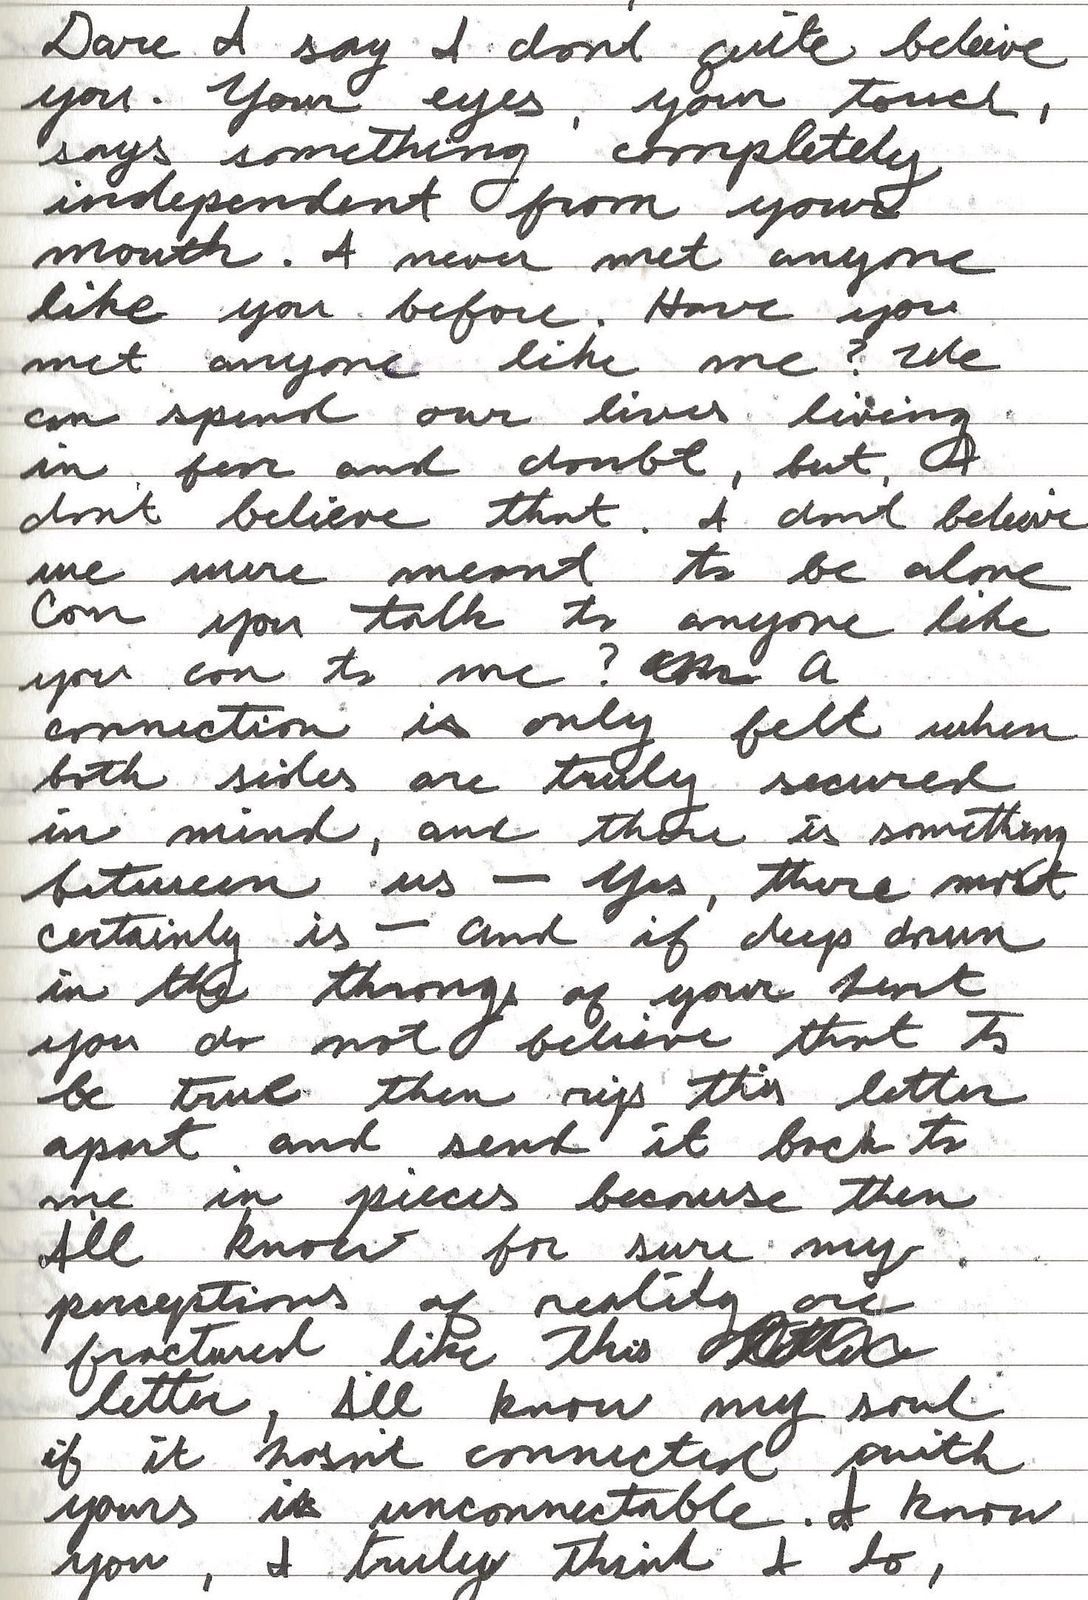 Dare I say I dont quite beleive
you. Your eyes, your touch,
says something completely
independent from your
mouth. I never met anyone
like you before. Have you
met anyone like me? We
can spend our lives living
in fear and doubt, but, I
dont believe that. I dont beleive
we were meant to be alone
Can you talk to anyone like
you can to me? A
connection is only felt when
both sides are truly secured
in mind, and there is something
between us — Yes, there most
certainly is — and if deep down
in the throngs of your heart
you do not believe that to
be true then rip this letter
apart and send it back to
me in pieces because then
I'll know for sure my
perceptions of reality are
fractured like this
letter, I'll know my soul
if it hasn't connected with
yours is unconnectable. I know
you, I truly think I do,